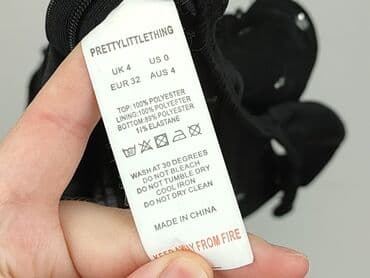 PRETTYLITTLETHING
UK 4 US 0
EUR 32 AUS 4
TOP: 100% POLYESTER
LINING: 100% POLYESTER
BOTTOM: 89% POLYESTER
11% ELASTANE
WASH AT 30 DEGREES
DO NOT BLEACH
DO NOT TUMBLE DRY
COOL IRON
DO NOT DRY CLEAN
MADE IN CHINA
KEEP AWAY FROM FIRE